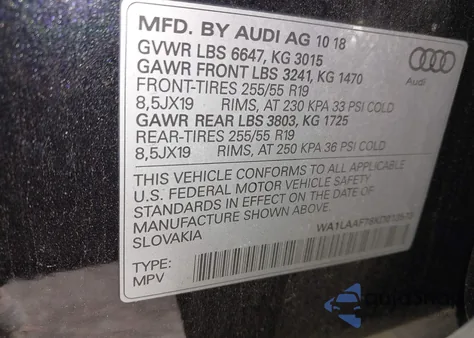 MFD. BY AUDI AG 10 18
GVWR LBS 6647, KG 3015
GAWR FRONT LBS 3241, KG 1470
FRONT-TIRES 255/55 R19
8,5JX19 RIMS, AT 230 KPA 33 PSI COLD
GAWR REAR LBS 3803, KG 1725
REAR-TIRES 255/55 R19
8,5JX19 RIMS, AT 250 KPA 36 PSI COLD
Audi
THIS VEHICLE CONFORMS TO ALL APPLICABLE
U.S. FEDERAL MOTOR VEHICLE SAFETY
STANDARDS IN EFFECT ON THE DATE OF
MANUFACTURE SHOWN ABOVE.
SLOVAKIA
TYPE:
MPV